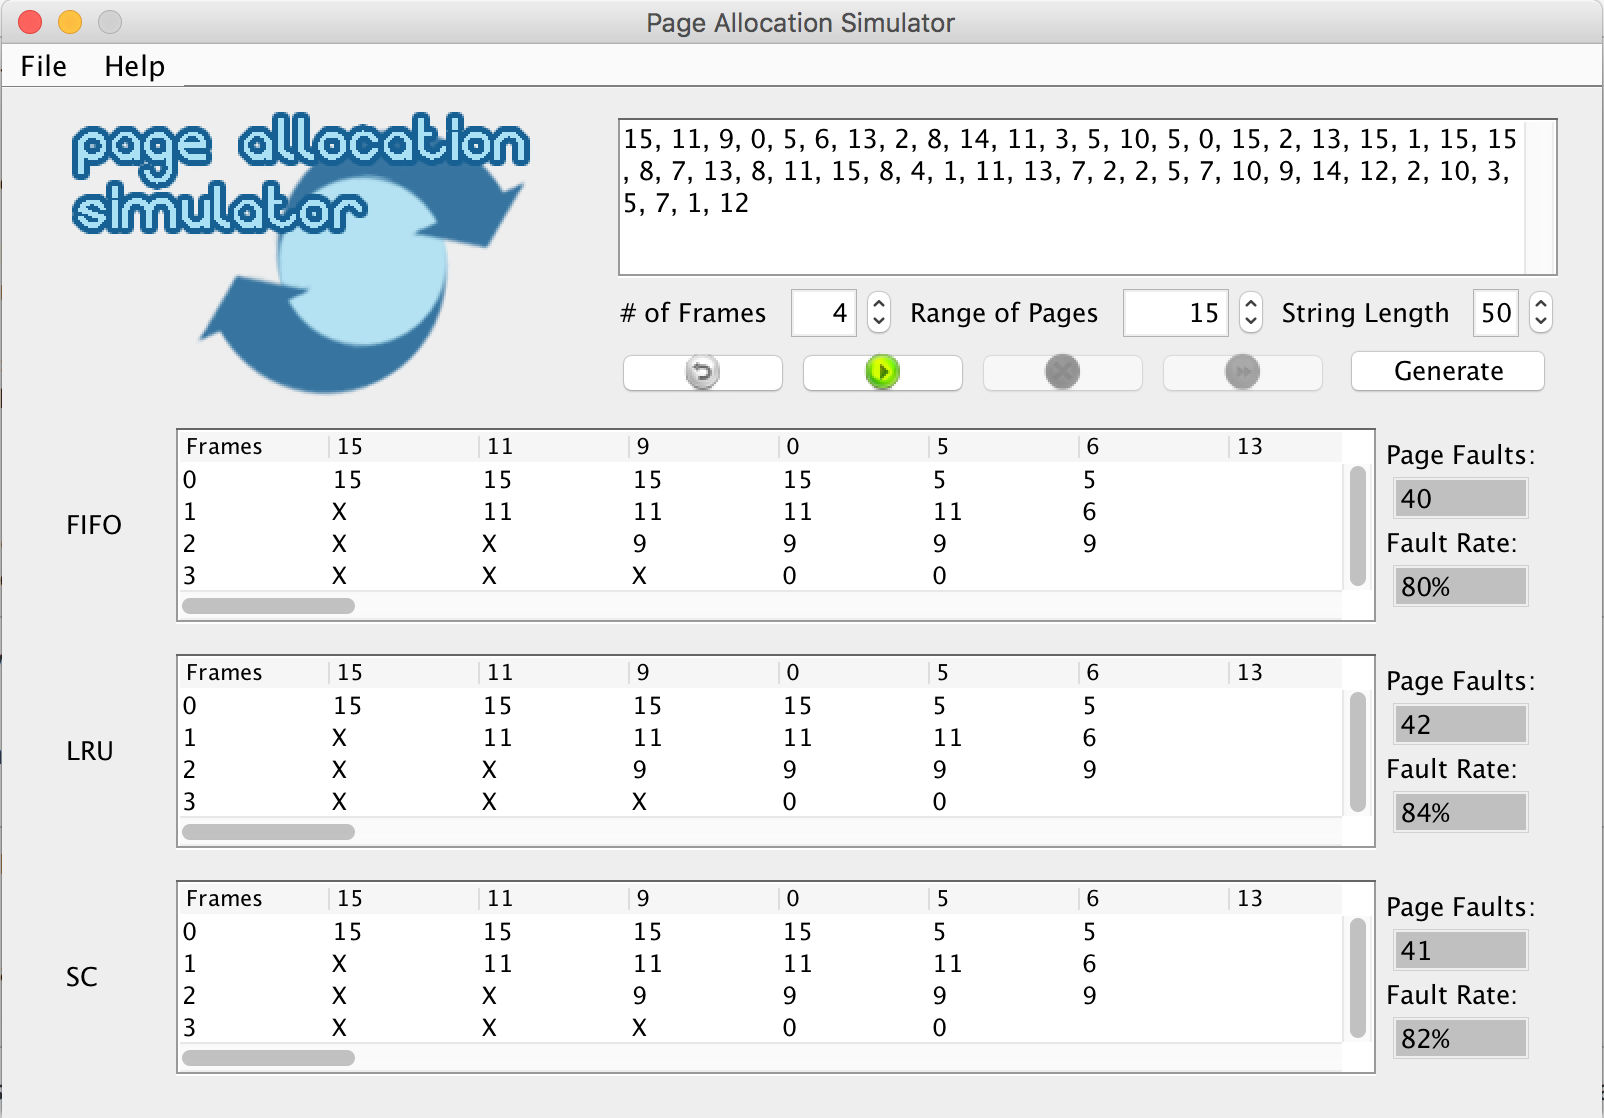 Page Allocation Simulator
File Help
page allocation
simulator
15, 11, 9, 0, 5, 6, 13, 2, 8, 14, 11, 3, 5, 10, 5, 0, 15, 2, 13, 15, 1, 15, 15
, 8, 7, 13, 8, 11, 15, 8, 4, 1, 11, 13, 7, 2, 2, 5, 7, 10, 9, 14, 12, 2, 10, 3,
5, 7, 1, 12
# of Frames 4 Range of Pages 15 String Length 50
Generate
FIFO
Frames 15 11 9 0 5 6 13
0 15 15 15 15 5 5
1 X 11 11 11 11 6
2 X X 9 9 9 9
3 X X X 0 0
Page Faults:
40
Fault Rate:
80%
LRU
Frames 15 11 9 0 5 6 13
0 15 15 15 15 5 5
1 X 11 11 11 11 6
2 X X 9 9 9 9
3 X X X 0 0
Page Faults:
42
Fault Rate:
84%
SC
Frames 15 11 9 0 5 6 13
0 15 15 15 15 5 5
1 X 11 11 11 11 6
2 X X 9 9 9 9
3 X X X 0 0
Page Faults:
41
Fault Rate:
82%